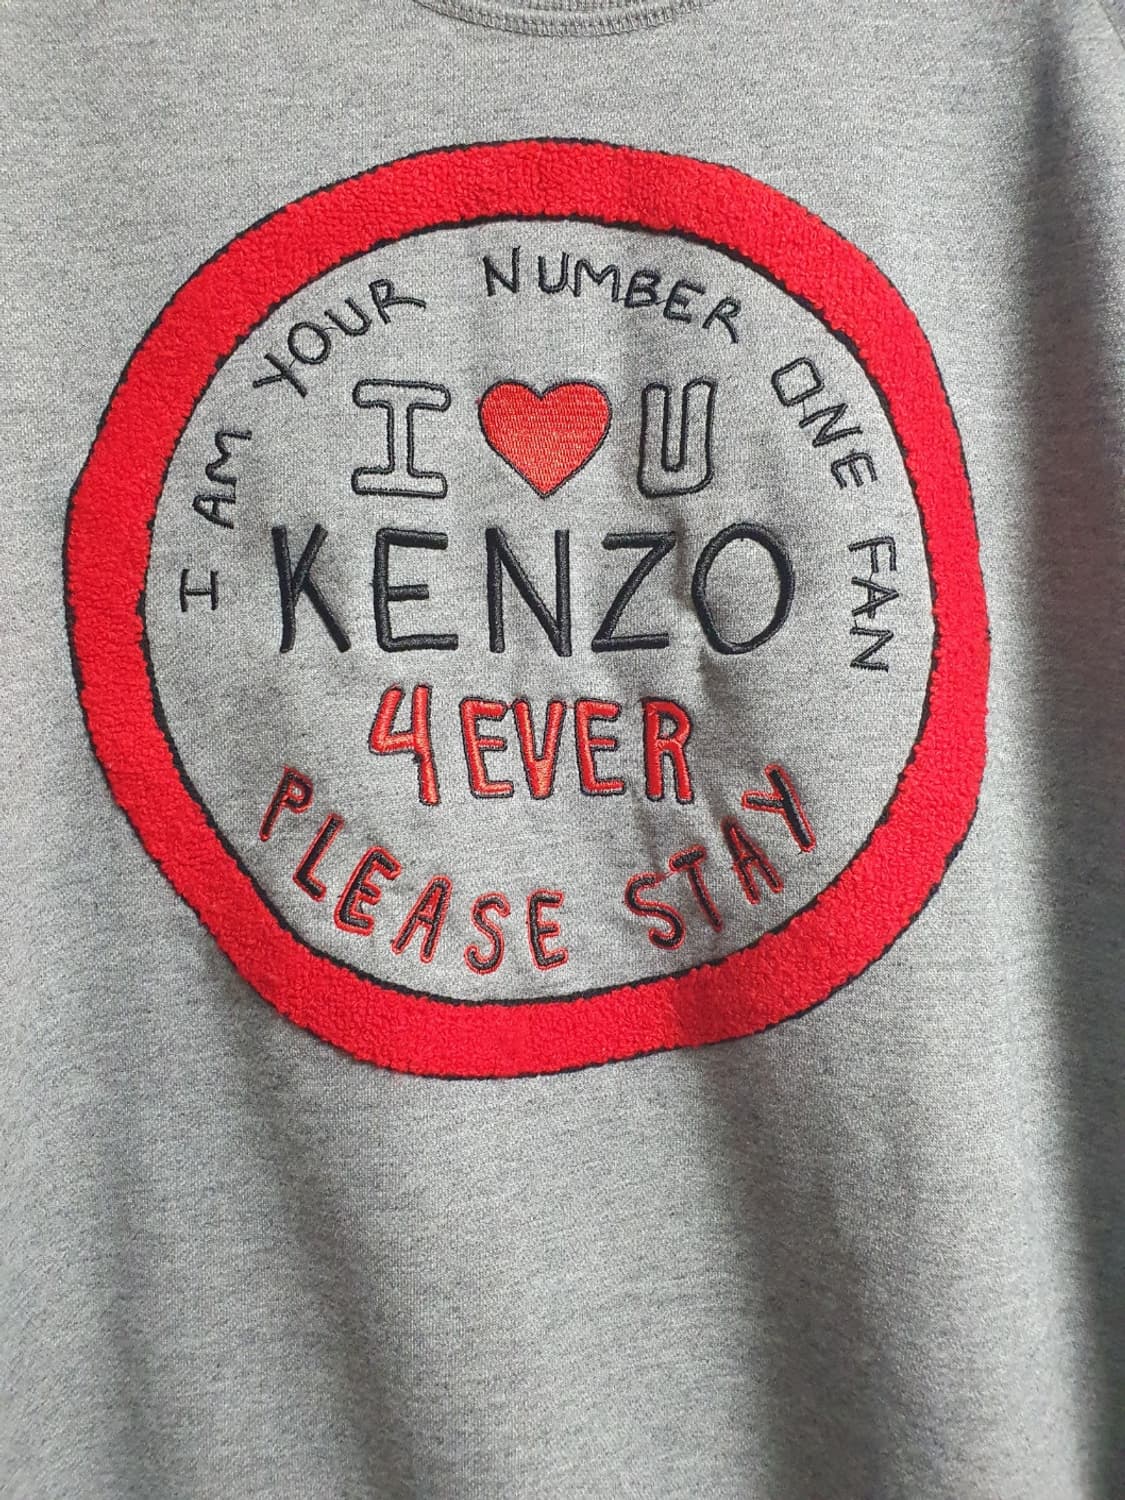 I AM YOUR NUMBER ONE FAN
I ❤ U
KENZO
4EVER
PLEASE STAY